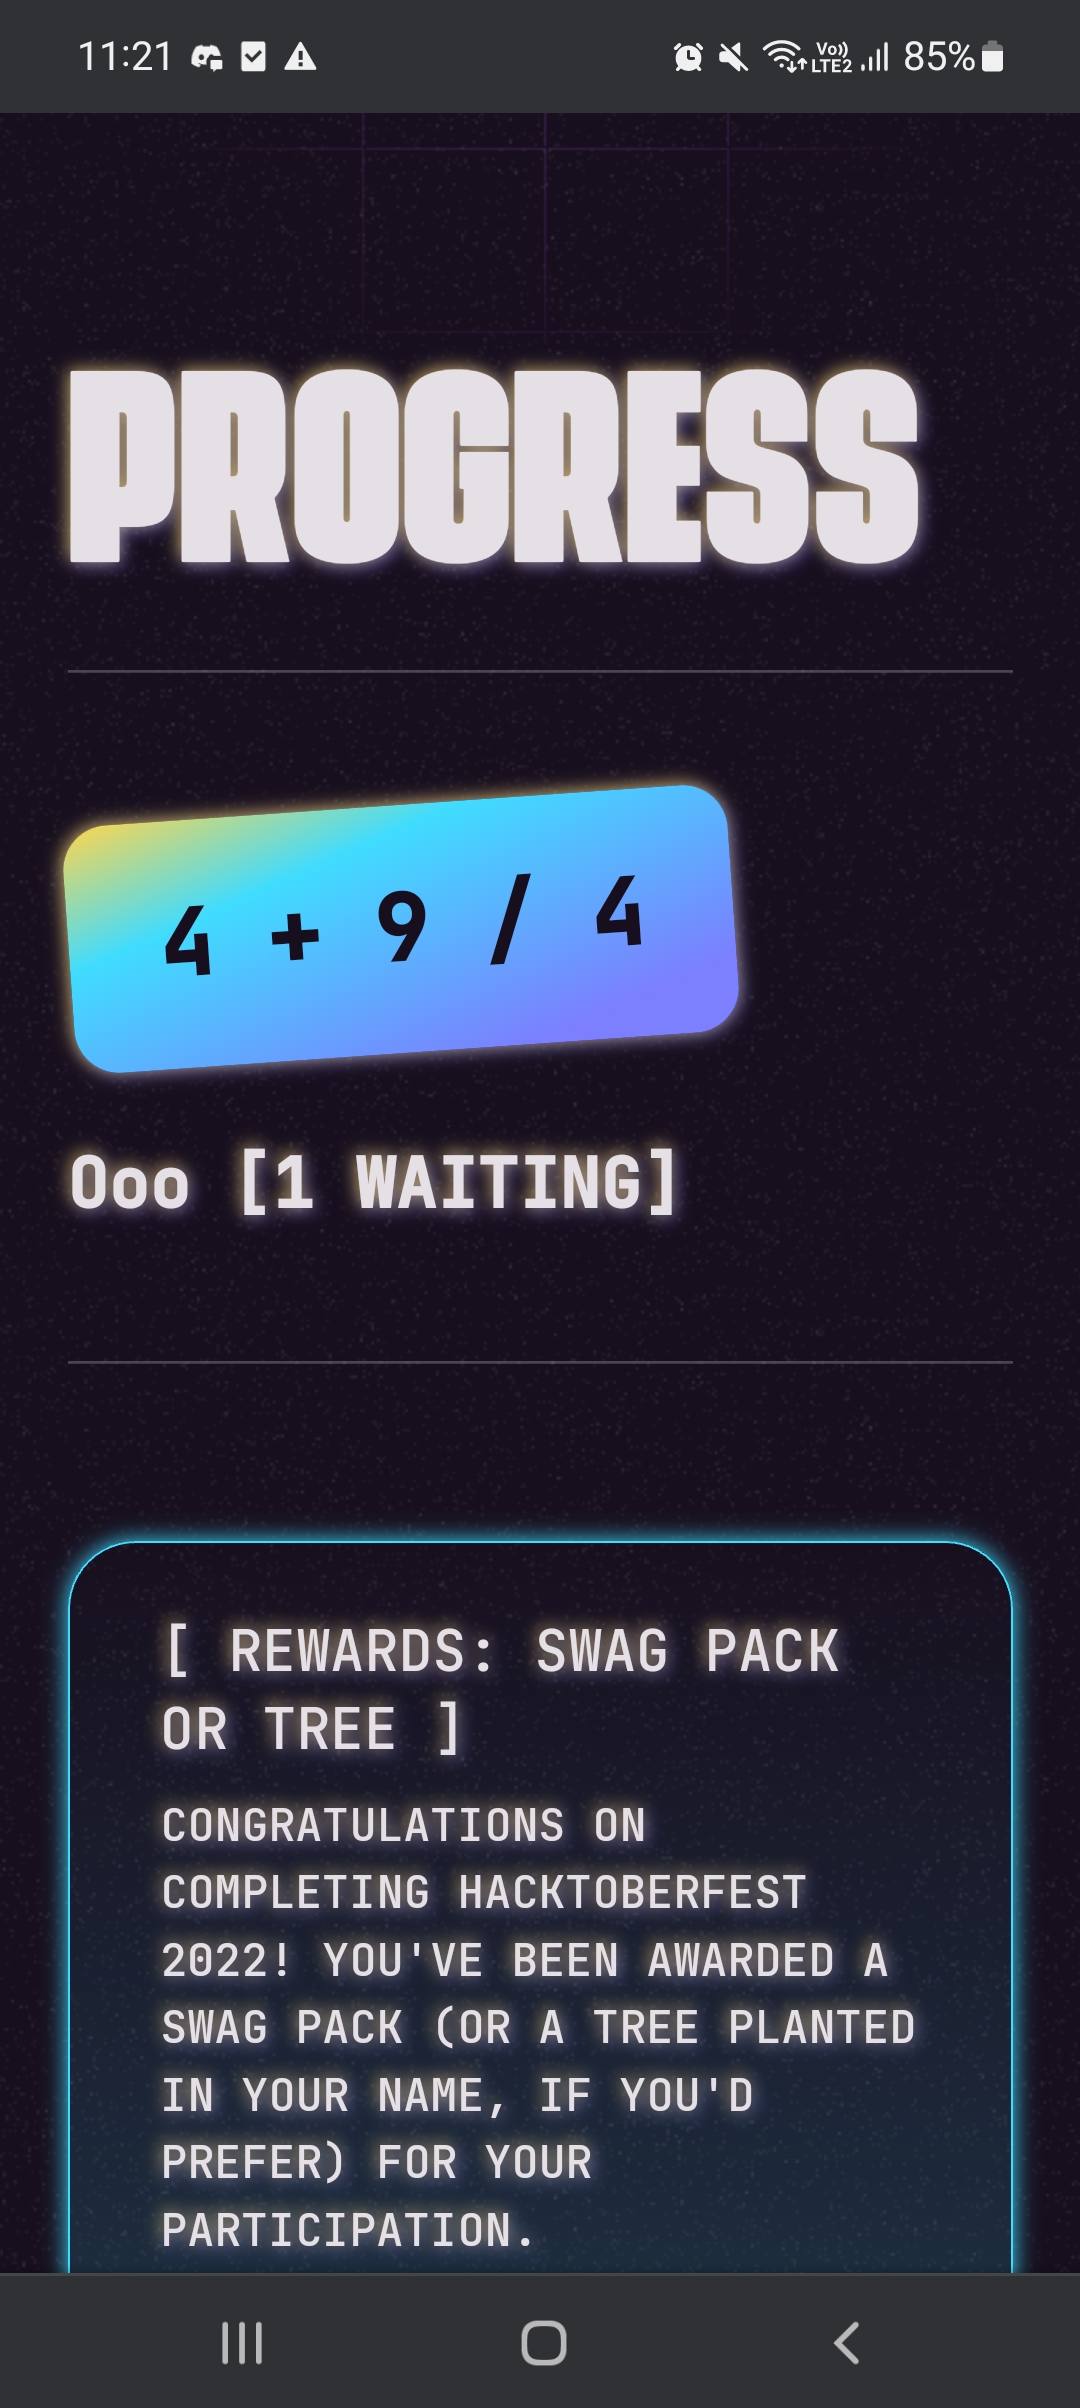 11:21 Vo)) LTE2 85%
PROGRESS
4 + 9 / 4
Ooo [1 WAITING]
[ REWARDS: SWAG PACK
OR TREE ]
CONGRATULATIONS ON
COMPLETING HACKTOBERFEST
2022! YOU'VE BEEN AWARDED A
SWAG PACK (OR A TREE PLANTED
IN YOUR NAME, IF YOU'D
PREFER) FOR YOUR
PARTICIPATION.